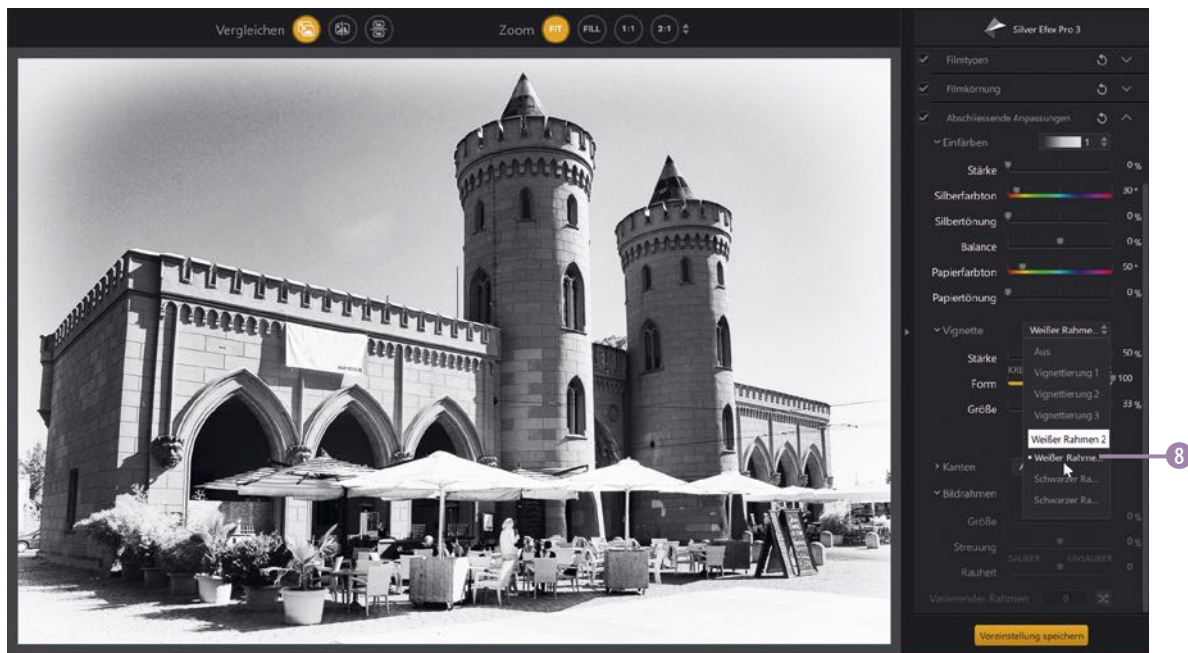 Vergleichen Zoom FIT FILL 1:1 2:1
Silver Efex Pro 3
Filmtypen
Filmkörnung
Abschliessende Anpassungen
Einfärben 1
Stärke 0 %
Silberfarbton 30 °
Silbertönung 0 %
Balance 0 %
Papierfarbton 50 °
Papiertönung 0 %
Vignette Weißer Rahme...
Aus
Stärke 50 %
Vignettierung 1
KRE
Form 100
Vignettierung 2
Größe 33 %
Vignettierung 3
Weißer Rahmen 2
Weißer Rahme...
8
Kanten
Schwarzer Ra...
Bildrahmen
Schwarzer Ra...
Größe 0 %
Streuung 0 %
SAUBER UNSAUBER
Rauheit 0
Variierender Rahmen 0
Voreinstellung speichern